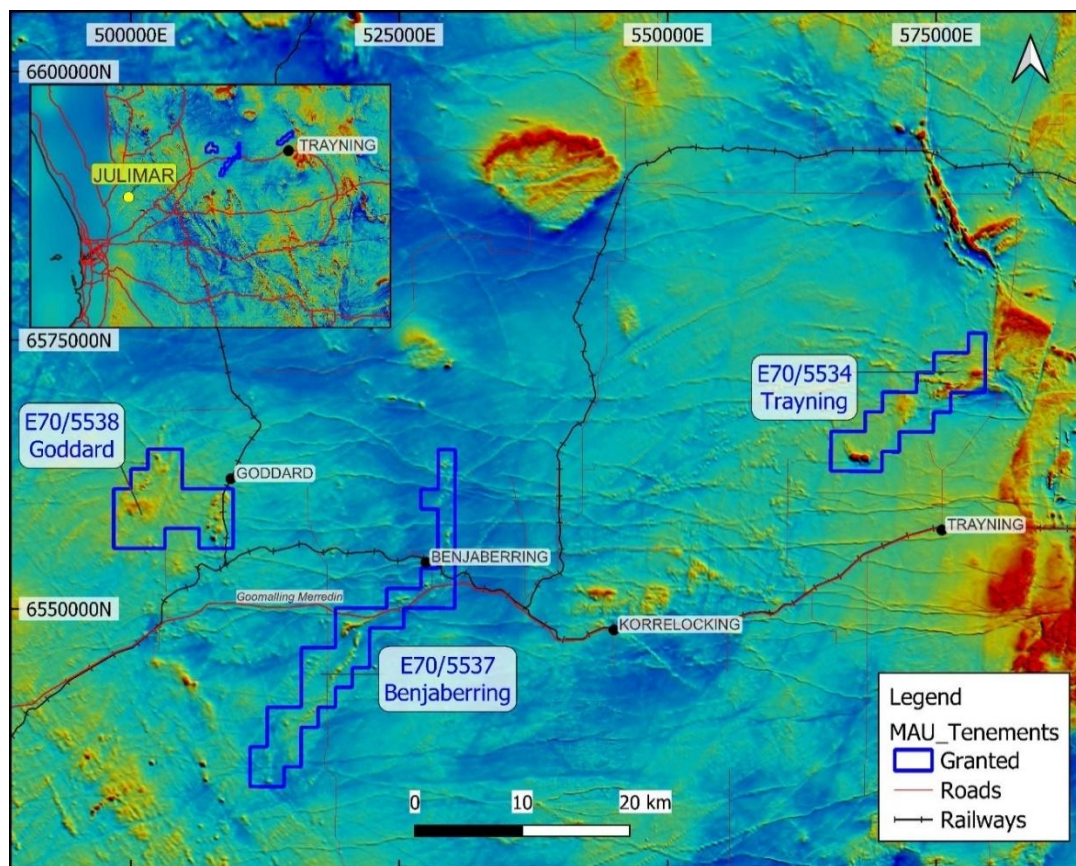 500000E
525000E
550000E
575000E
6600000N
TRAYNING
JULIMAR
6575000N
E70/5534
Trayning
E70/5538
Goddard
GODDARD
TRAYNING
BENJABERRING
6550000N
Goomalling Merredin
KORRELOCKING
E70/5537
Benjaberring
Legend
MAU_Tenements
Granted
Roads
Railways
0
10
20 km